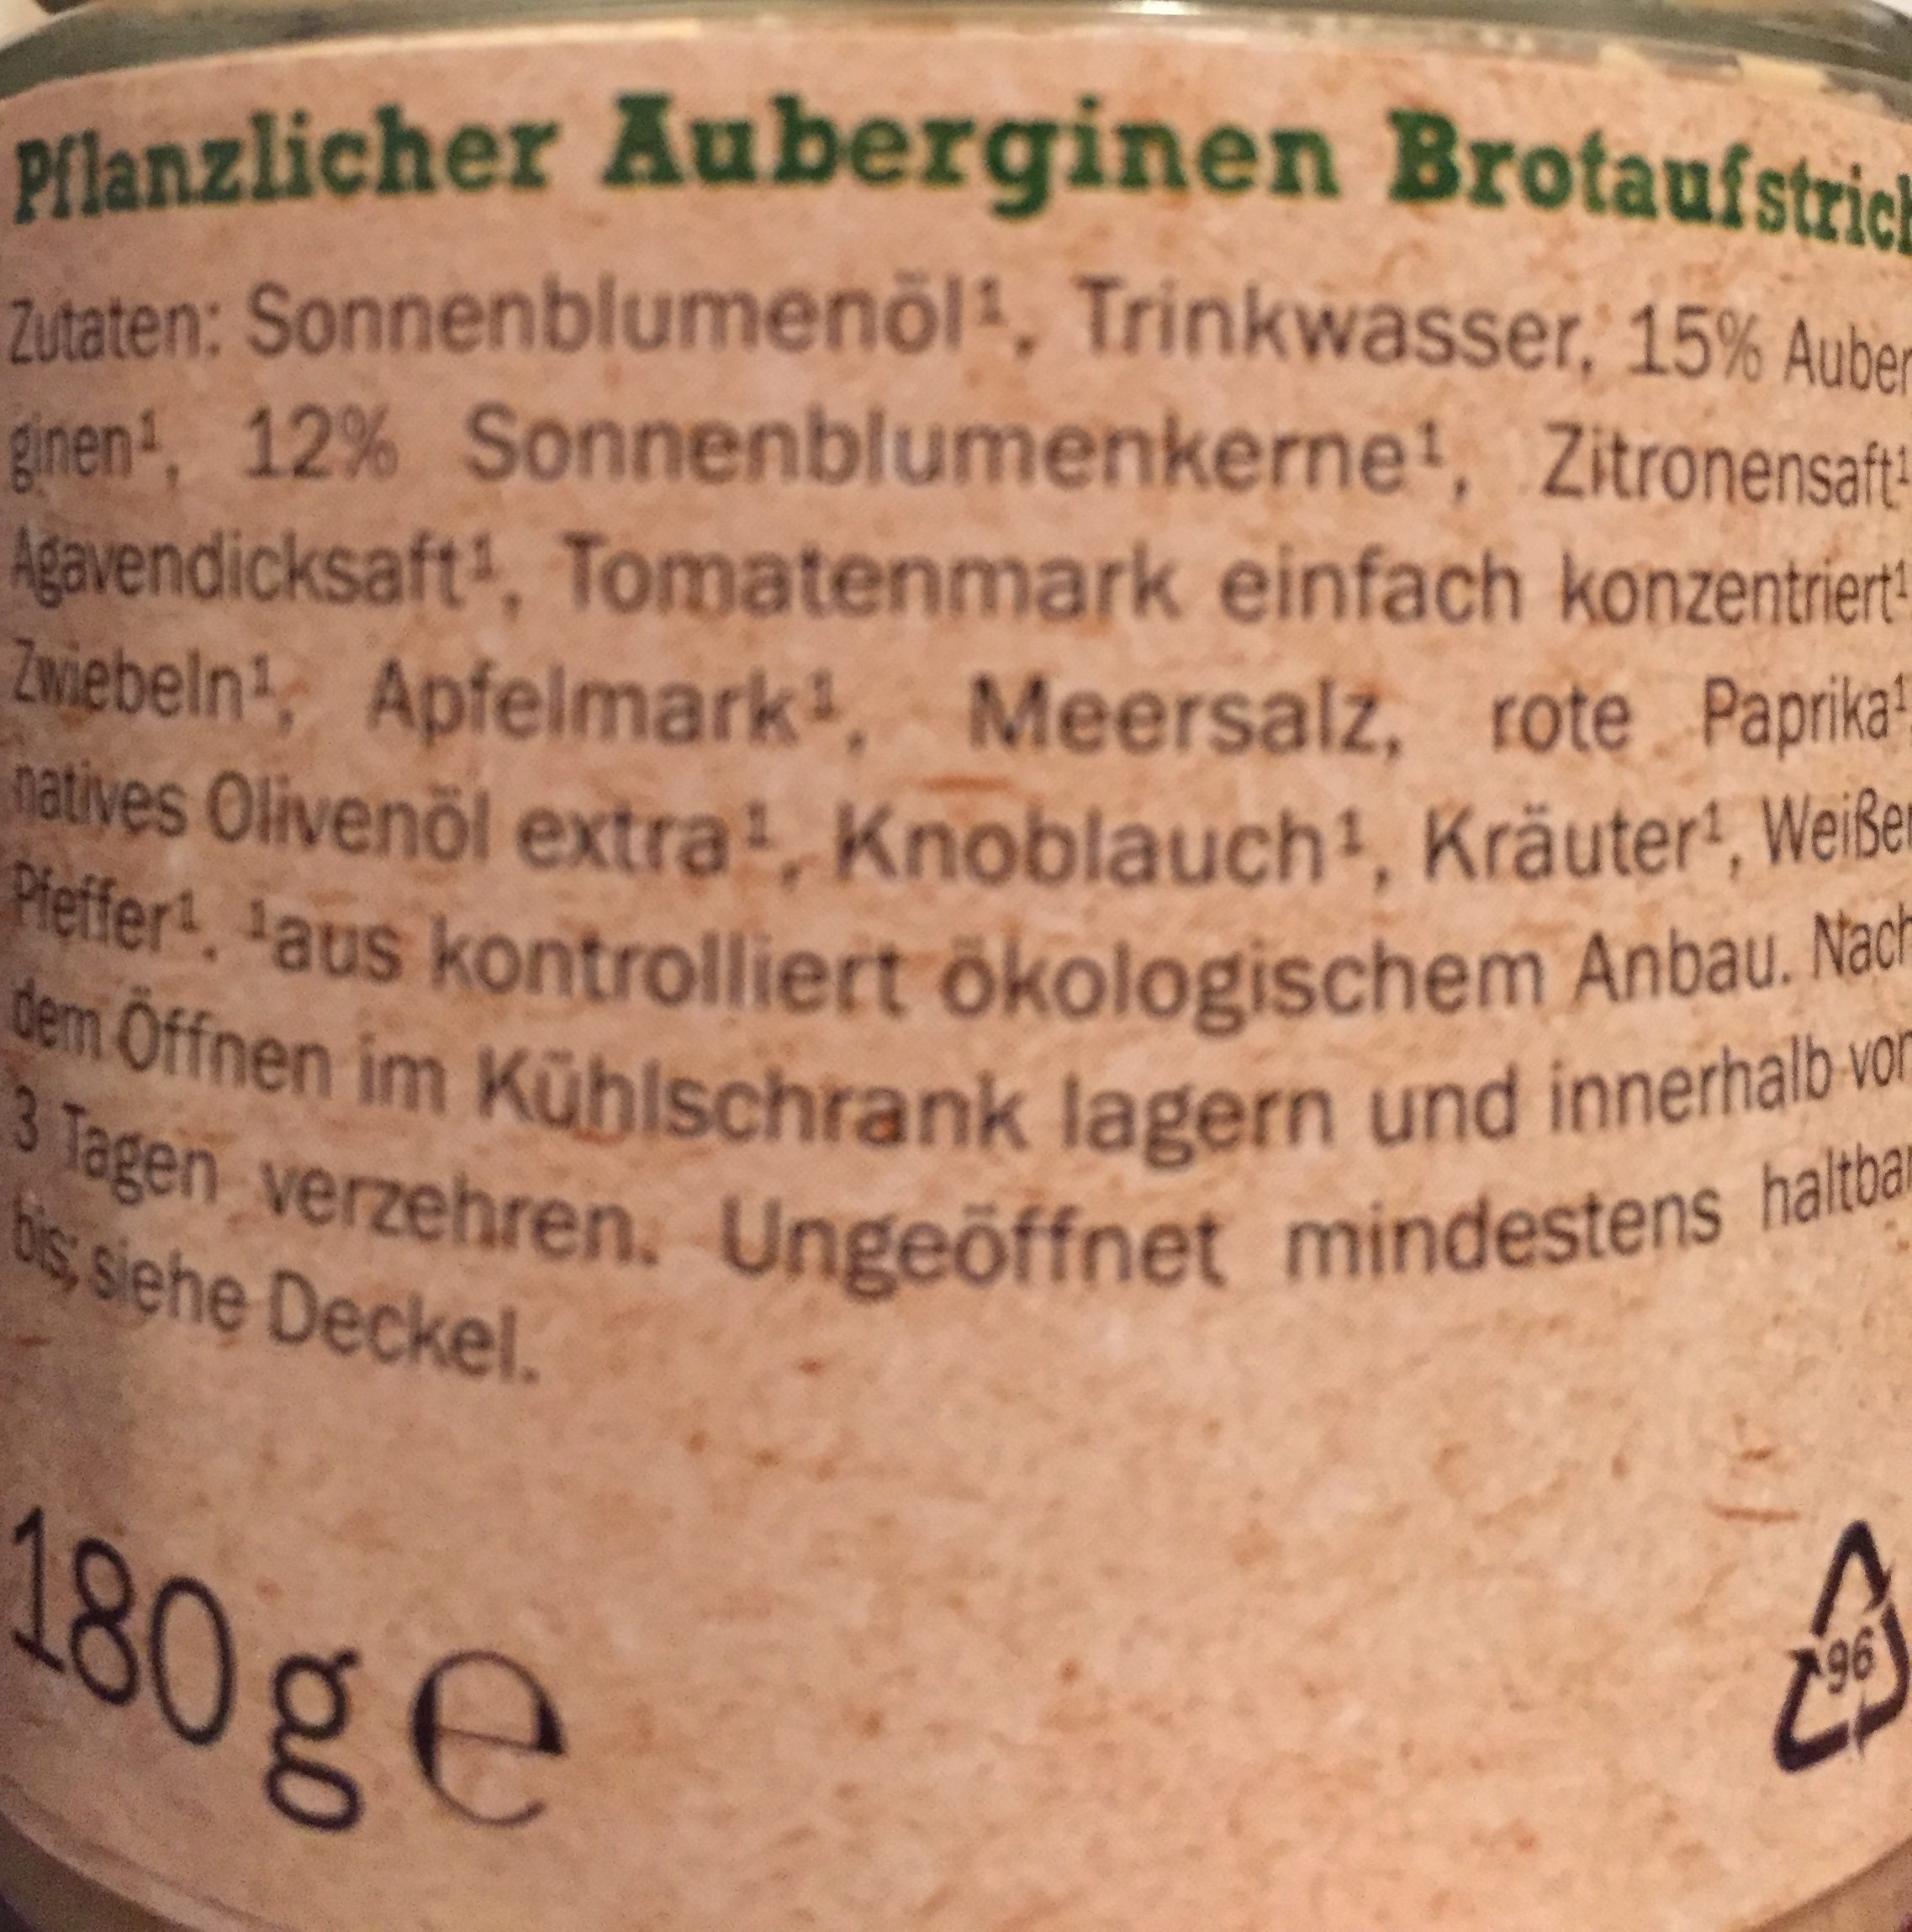 Pflanzlicher Auberginen Brotaufstrich
Zutaten: Sonnenblumenöl¹, Trinkwasser, 15% Auber
ginen¹, 12% Sonnenblumenkerne¹, Zitronensaft¹
Agavendicksaft¹, Tomatenmark einfach konzentriert¹
Zwiebeln¹, Apfelmark¹, Meersalz, rote Paprika¹,
natives Olivenöl extra¹, Knoblauch¹, Kräuter¹, Weißer
Pfeffer¹. ¹aus kontrolliert ökologischem Anbau. Nach
dem Öffnen im Kühlschrank lagern und innerhalb von
3 Tagen verzehren. Ungeöffnet mindestens haltbar
bis; siehe Deckel.
180 g e
96